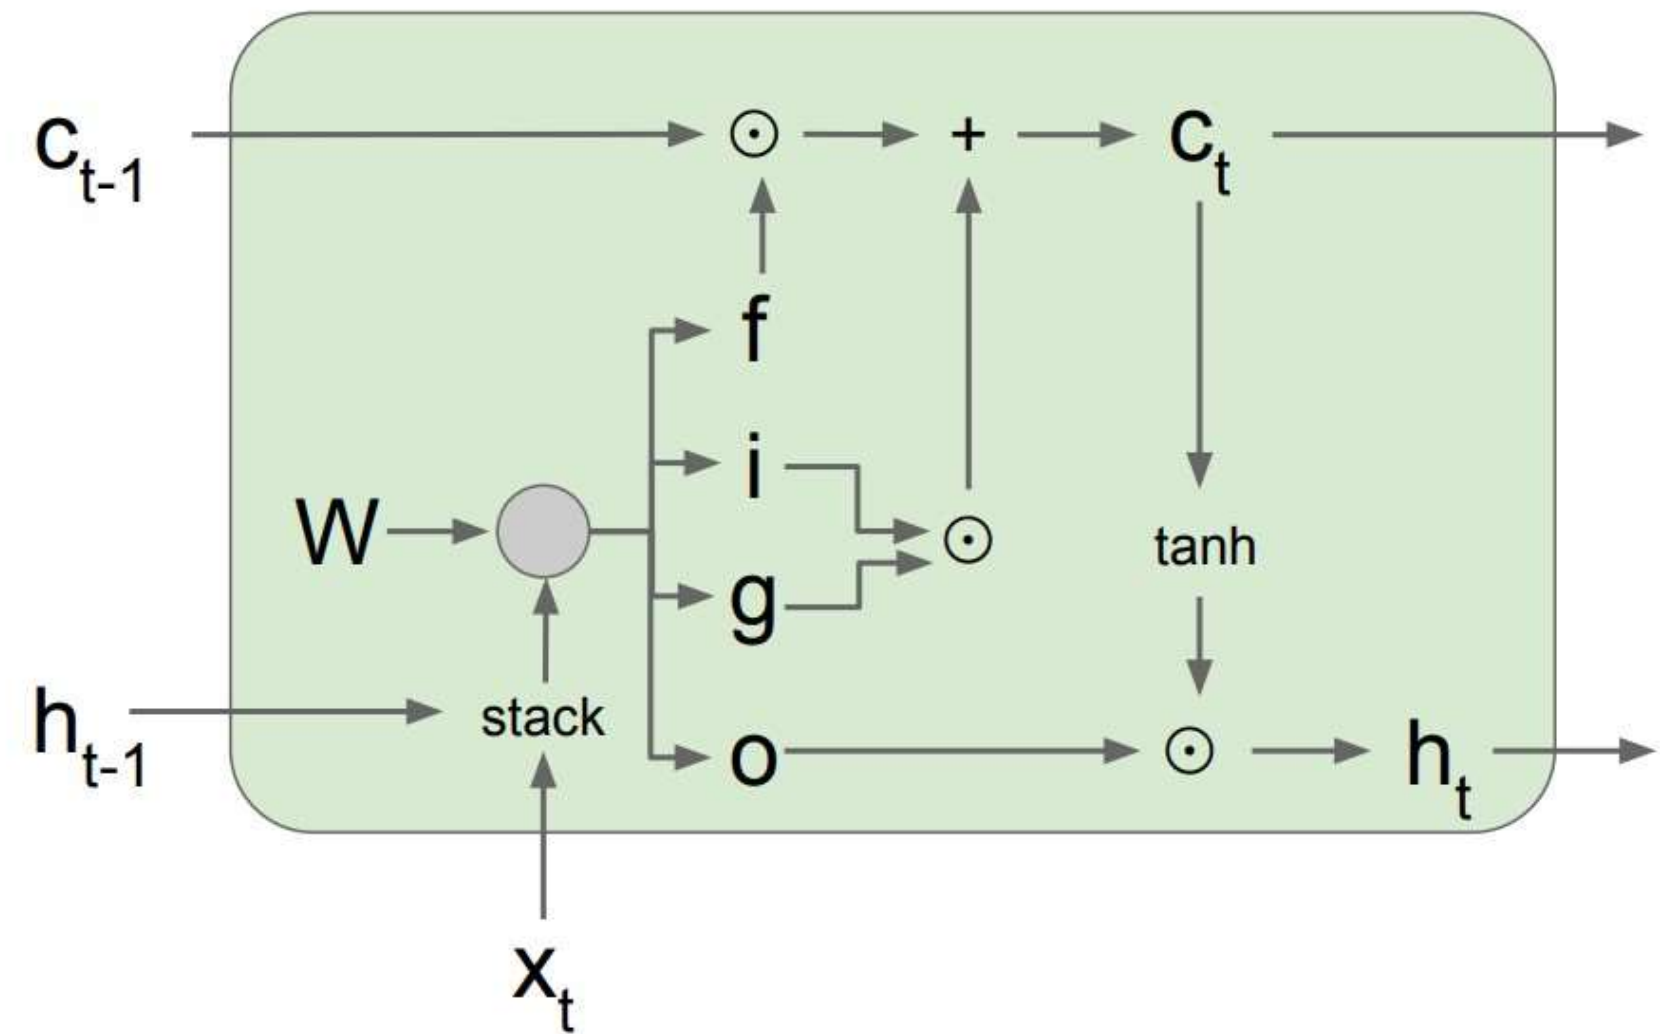 c_t-1 ⊙ + c_t
f
i
W ⊙ tanh
g
h_t-1 stack o ⊙ h_t
x_t